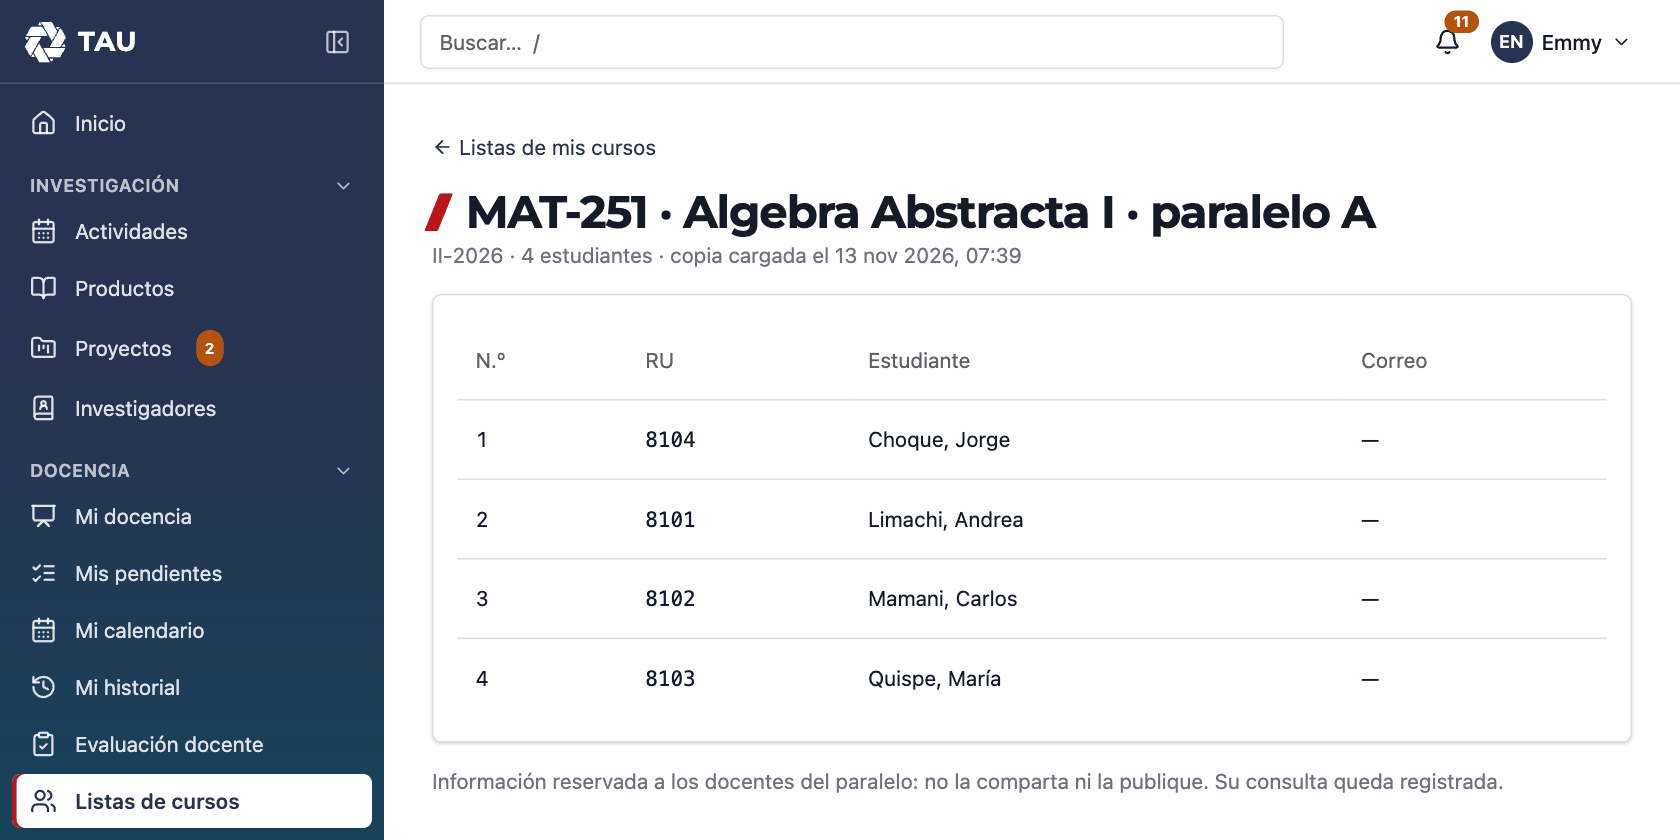 TAU
Buscar... /
11
EN
Emmy
Inicio
INVESTIGACIÓN
Actividades
Productos
Proyectos 2
Investigadores
DOCENCIA
Mi docencia
Mis pendientes
Mi calendario
Mi historial
Evaluación docente
Listas de cursos
← Listas de mis cursos
MAT-251 · Algebra Abstracta I · paralelo A
II-2026 · 4 estudiantes · copia cargada el 13 nov 2026, 07:39
N.º RU Estudiante Correo
1 8104 Choque, Jorge —
2 8101 Limachi, Andrea —
3 8102 Mamani, Carlos —
4 8103 Quispe, María —
Información reservada a los docentes del paralelo: no la comparta ni la publique. Su consulta queda registrada.